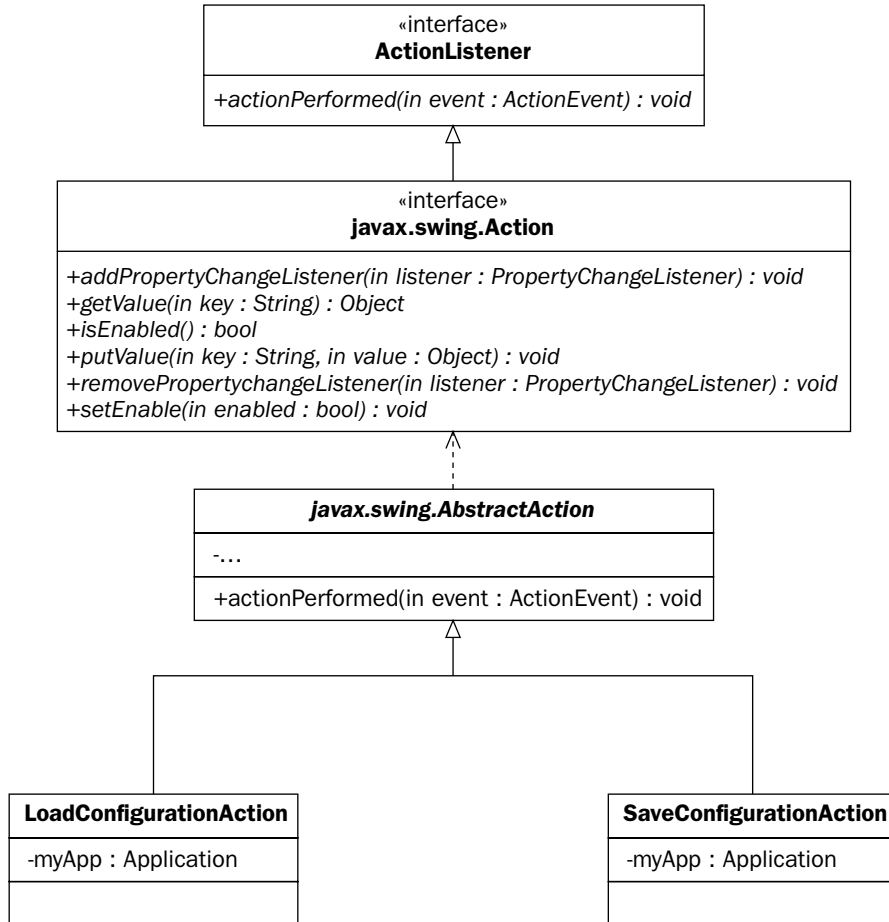 «interface»
ActionListener
+actionPerformed(in event : ActionEvent) : void
«interface»
javax.swing.Action
+addPropertyChangeListener(in listener : PropertyChangeListener) : void
+getValue(in key : String) : Object
+isEnabled() : bool
+putValue(in key : String, in value : Object) : void
+removePropertychangeListener(in listener : PropertyChangeListener) : void
+setEnable(in enabled : bool) : void
javax.swing.AbstractAction
-...
+actionPerformed(in event : ActionEvent) : void
LoadConfigurationAction
-myApp : Application
SaveConfigurationAction
-myApp : Application